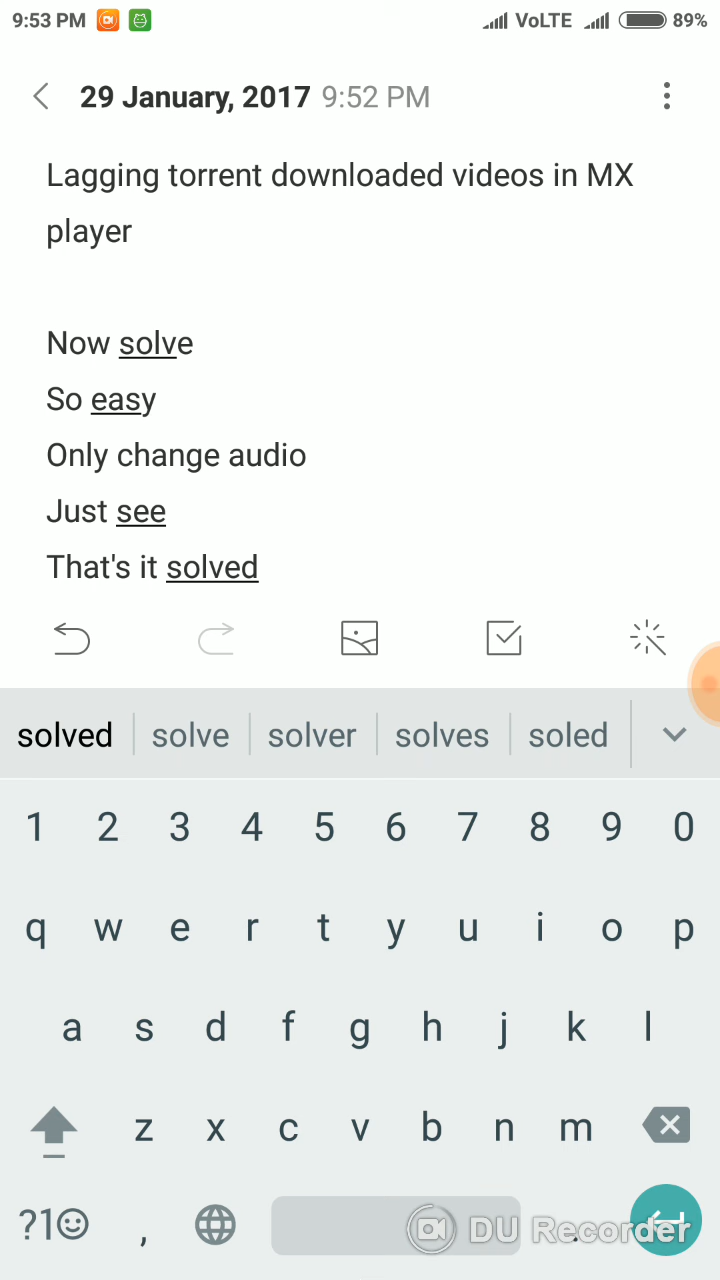 9:53 PM VoLTE 89%
29 January, 2017 9:52 PM
Lagging torrent downloaded videos in MX
player
Now solve
So easy
Only change audio
Just see
That's it solved
solved solve solver solves soled
1 2 3 4 5 6 7 8 9 0
q w e r t y u i o p
a s d f g h j k l
z x c v b n m
?1☺ , .
DU Recorder